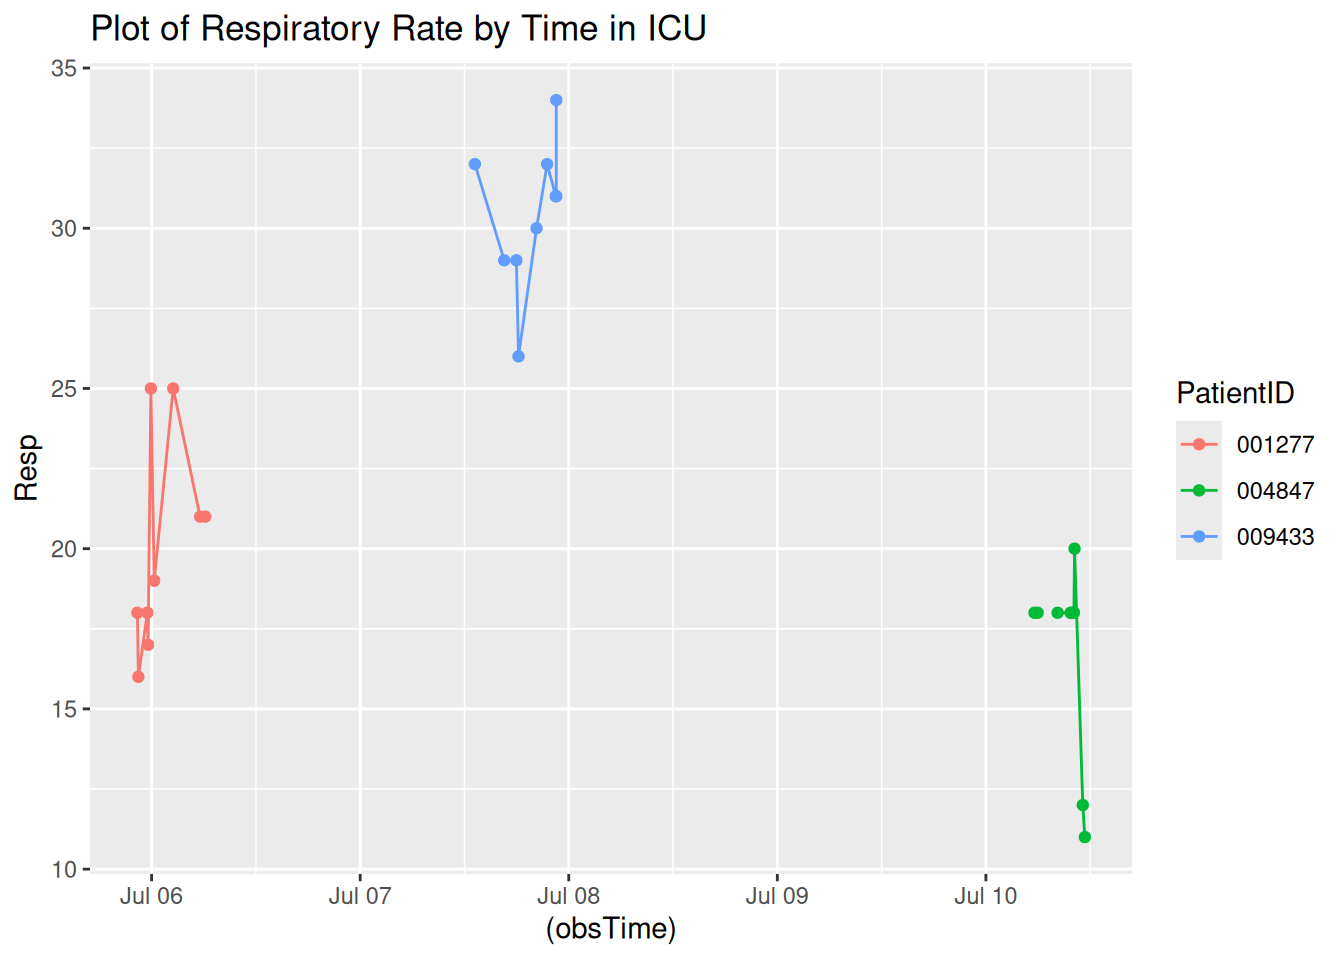 Plot of Respiratory Rate by Time in ICU
35
30
25
20
15
10
Resp
Jul 06
Jul 07
Jul 08
Jul 09
Jul 10
(obsTime)
PatientID
001277
004847
009433